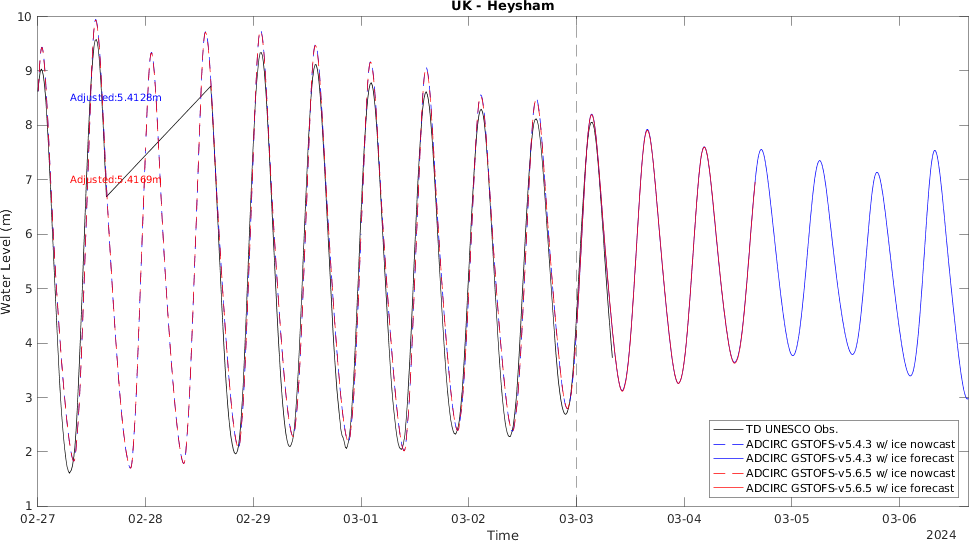 UK - Heysham
10
9
8
7
6
5
4
3
2
1
Water Level (m)
Adjusted:5.4128m
Adjusted:5.4169m
TD UNESCO Obs.
ADCIRC GSTOFS-v5.4.3 w/ ice nowcast
ADCIRC GSTOFS-v5.4.3 w/ ice forecast
ADCIRC GSTOFS-v5.6.5 w/ ice nowcast
ADCIRC GSTOFS-v5.6.5 w/ ice forecast
02-27 02-28 02-29 03-01 03-02 03-03 03-04 03-05 03-06
Time
2024